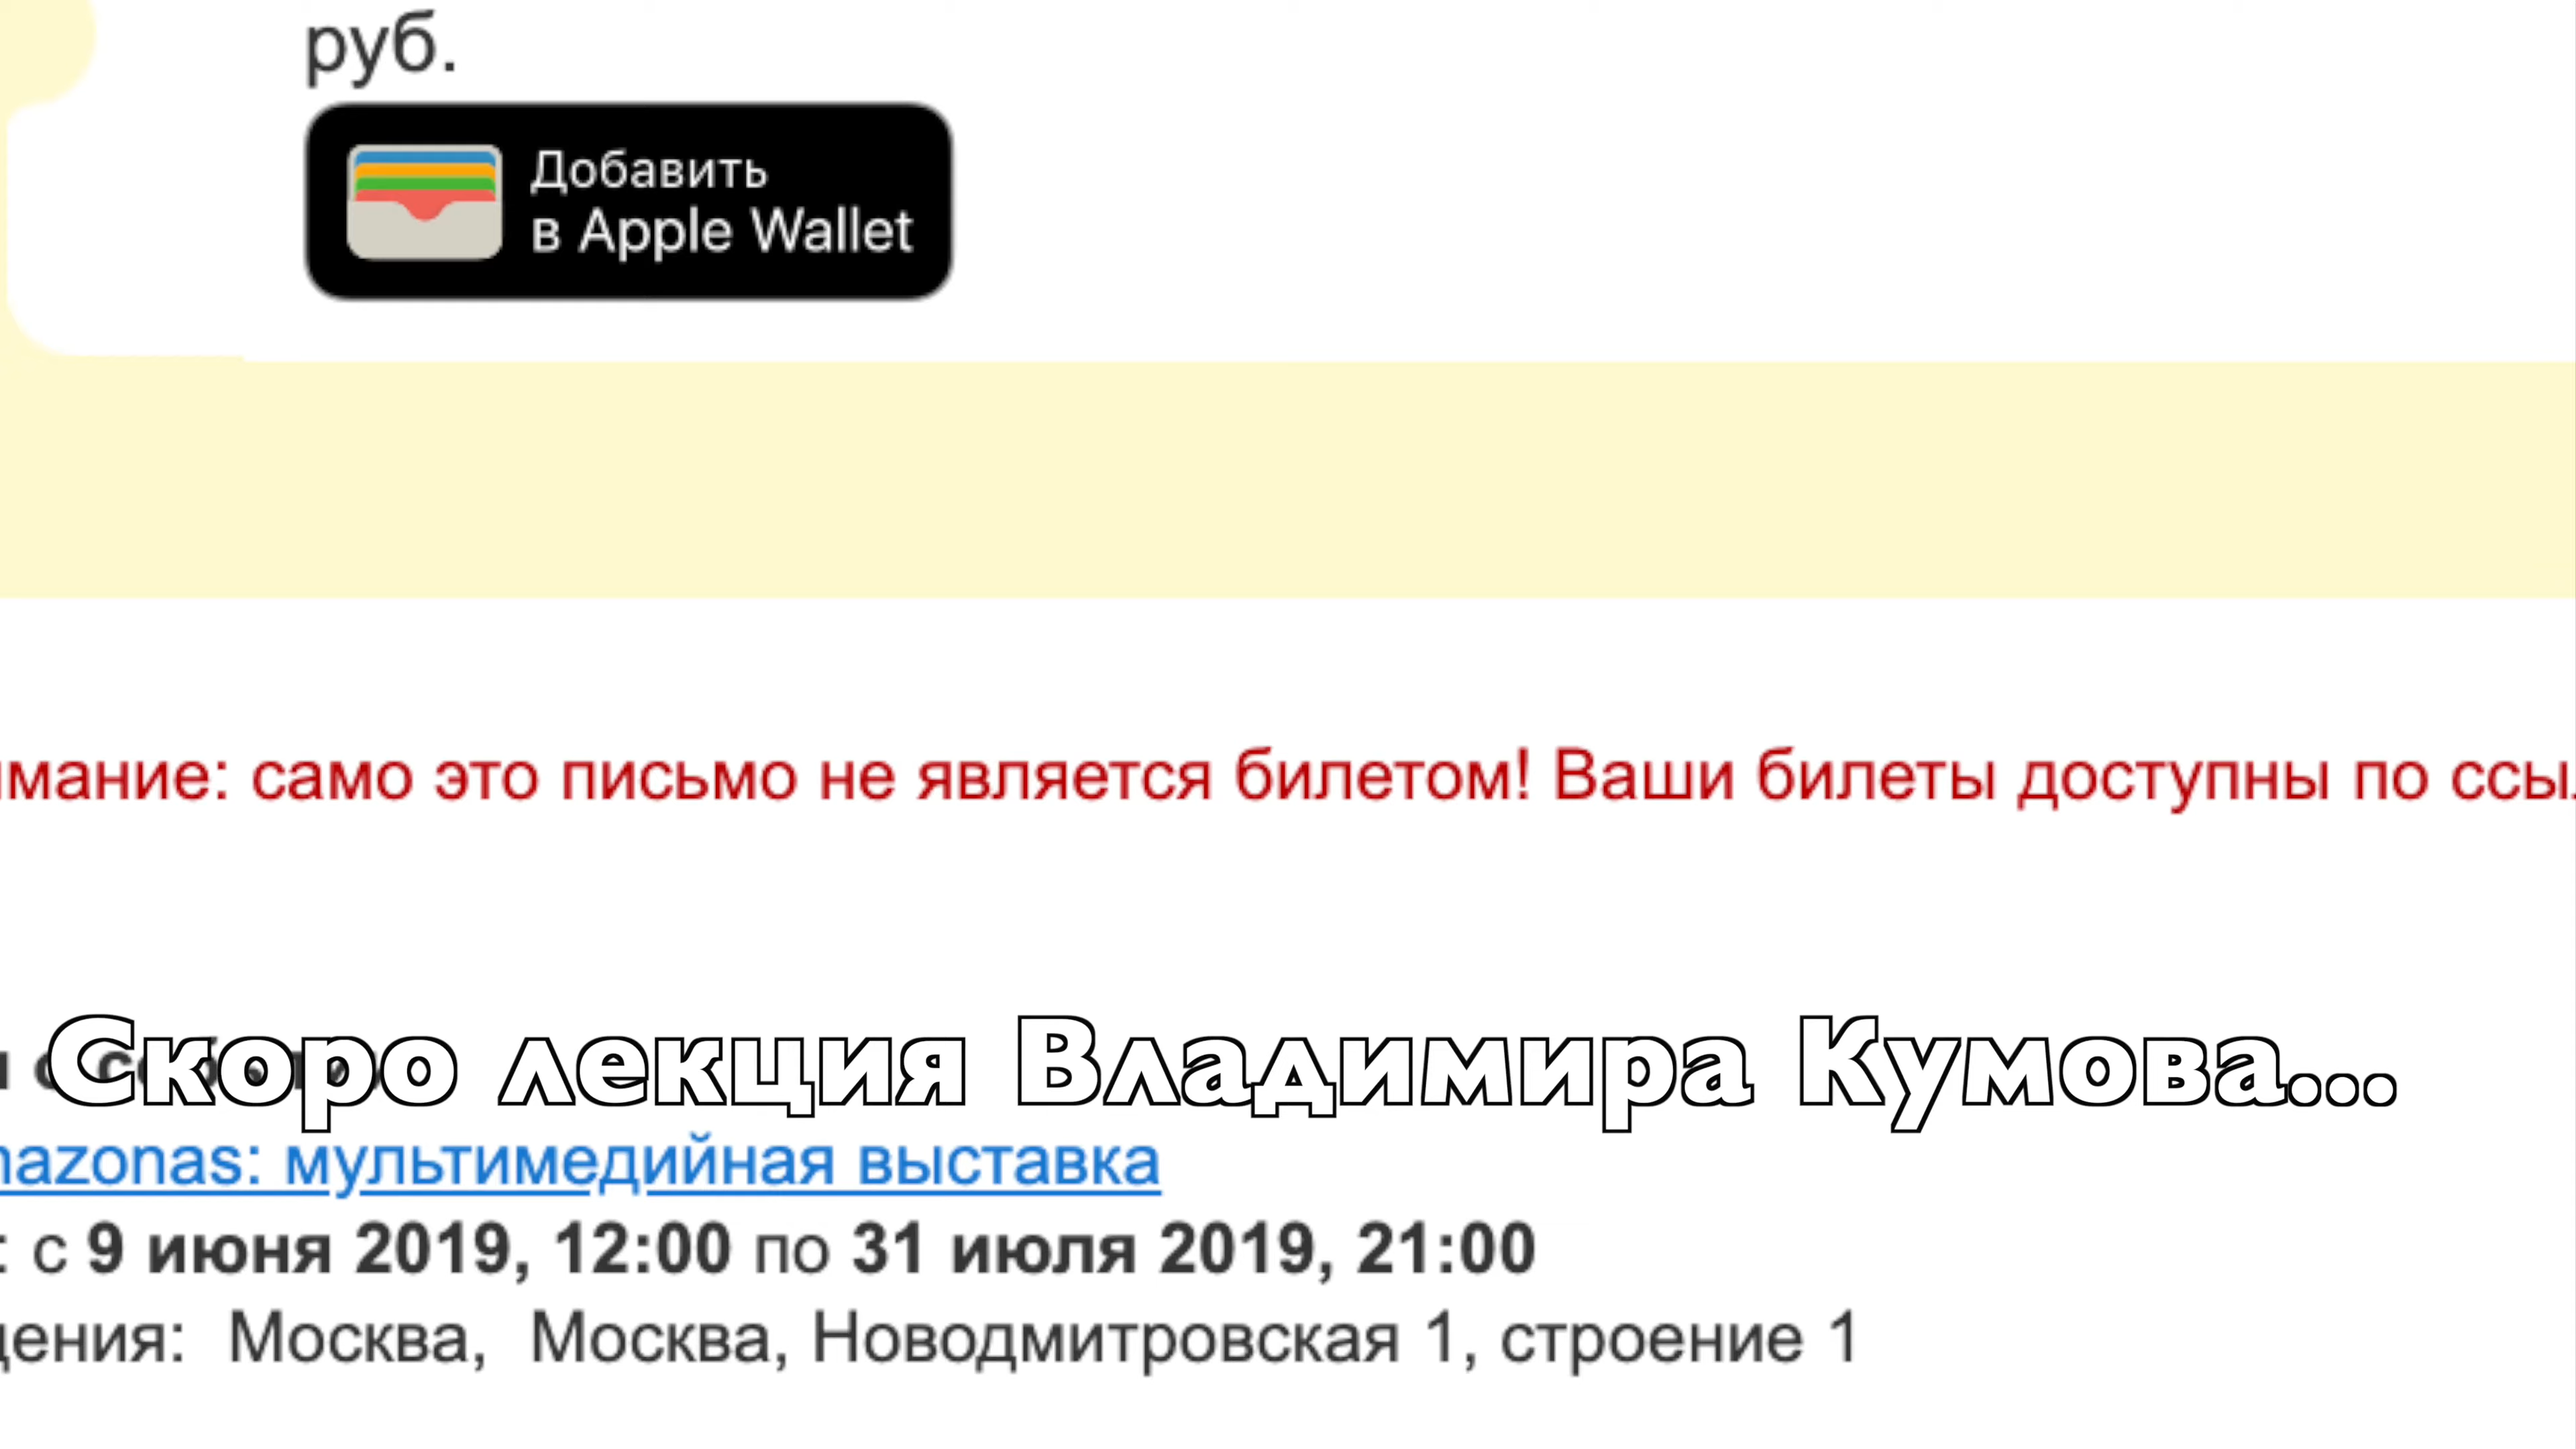 руб.
Добавить
в Apple Wallet
имание: само это письмо не является билетом! Ваши билеты доступны по ссы
Скоро лекция Владимира Кумова...
mazonas: мультимедийная выставка
: с 9 июня 2019, 12:00 по 31 июля 2019, 21:00
дения: Москва, Москва, Новодмитровская 1, строение 1